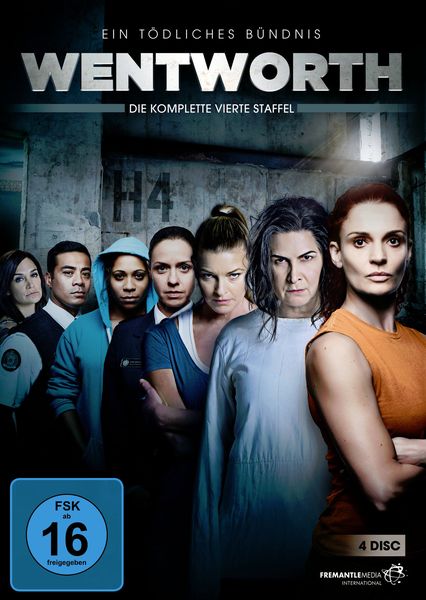 EIN TÖDLICHES BÜNDNIS
WENTWORTH
DIE KOMPLETTE VIERTE STAFFEL
H4
FSK
ab
16
freigegeben
4 DISC
FREMANTLEMEDIA
INTERNATIONAL